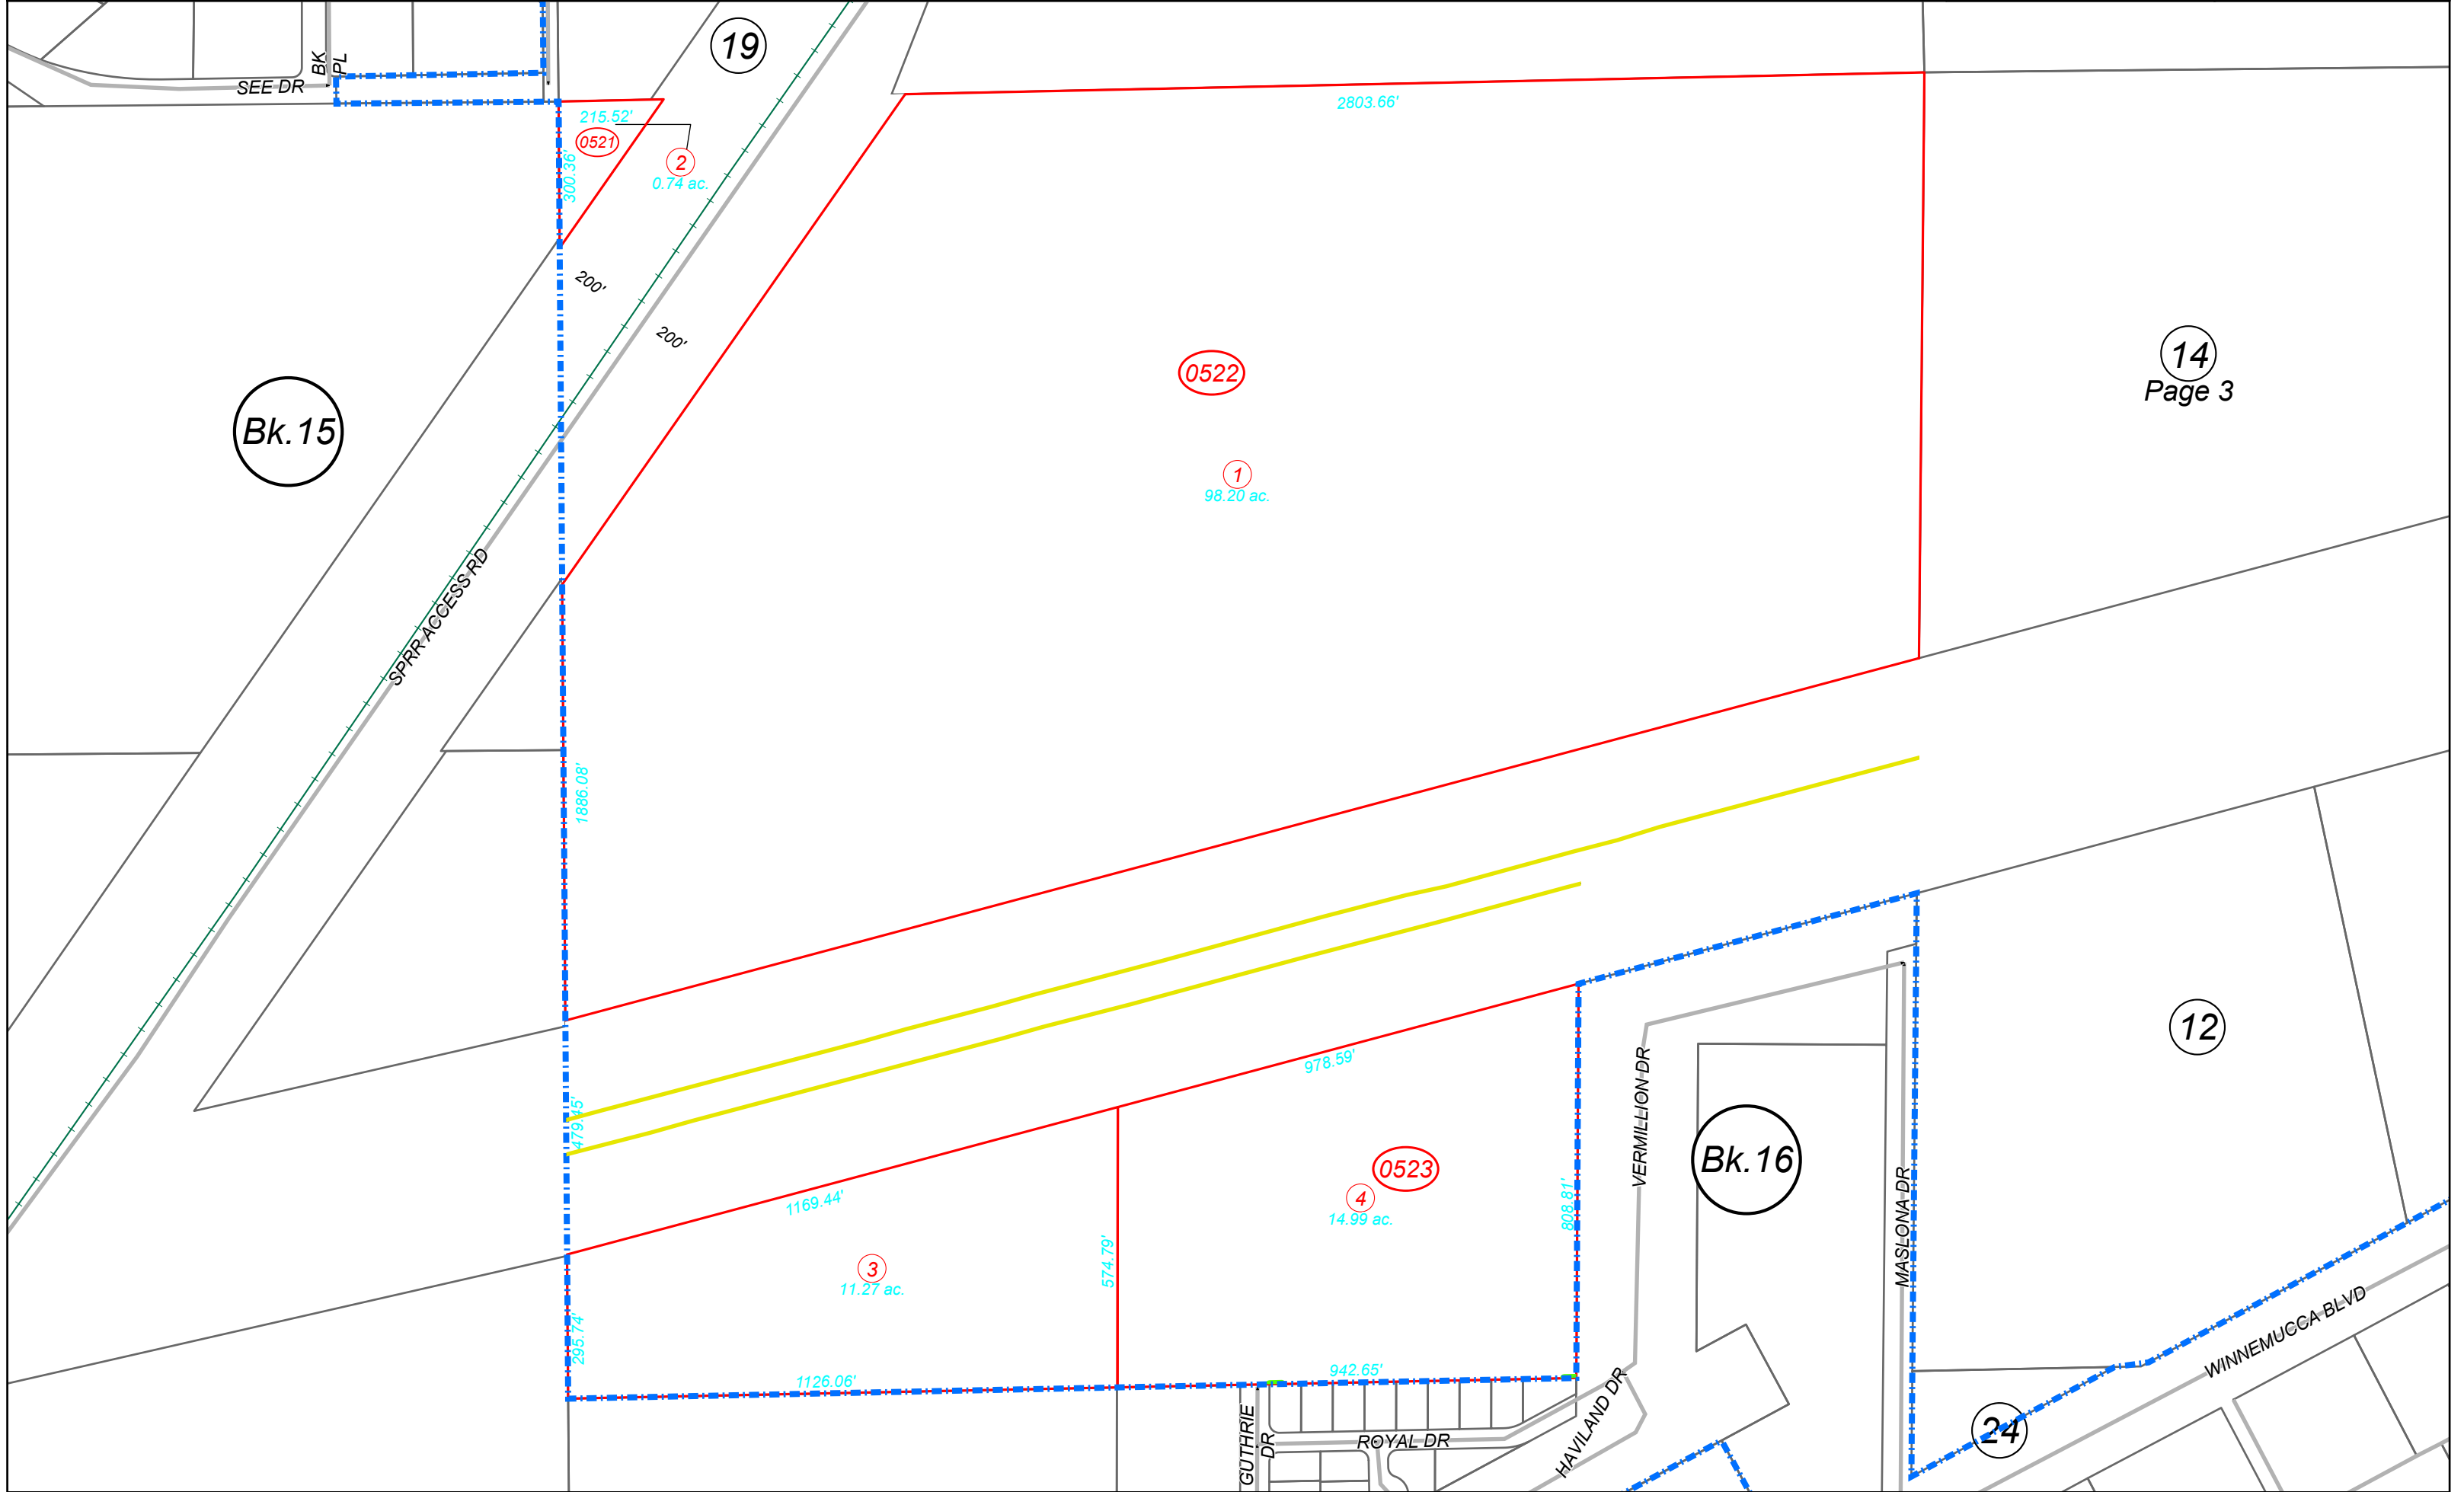 19
BK
PL
SEE DR
215.52'
0521
2
0.74 ac.
300.36'
2803.66'
200'
200'
0522
14
Page 3
Bk.15
1
98.20 ac.
SPRR ACCESS RD
1886.08'
479.45'
978.59'
12
VERMILLION DR
Bk.16
0523
4
14.99 ac.
808.81'
1169.44'
574.79'
MASLONA DR
3
11.27 ac.
295.74'
1126.06'
942.65'
WINNEMUCCA BLVD
24
GUTHRIE
DR
ROYAL DR
HAVILAND DR